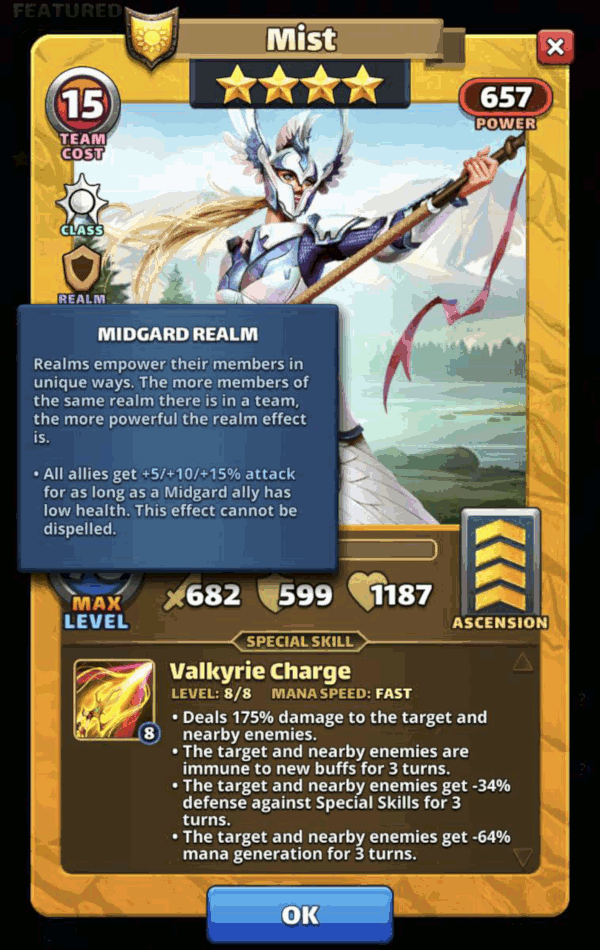 FEATURED
Mist
15
TEAM
COST
657
POWER
CLASS
REALM
MIDGARD REALM
Realms empower their members in
unique ways. The more members of
the same realm there is in a team,
the more powerful the realm effect
is.
• All allies get +5/+10/+15% attack
for as long as a Midgard ally has
low health. This effect cannot be
dispelled.
MAX
LEVEL
682
599
1187
ASCENSION
SPECIAL SKILL
Valkyrie Charge
LEVEL: 8/8 MANA SPEED: FAST
8
• Deals 175% damage to the target and
nearby enemies.
• The target and nearby enemies are
immune to new buffs for 3 turns.
• The target and nearby enemies get -34%
defense against Special Skills for 3
turns.
• The target and nearby enemies get -64%
mana generation for 3 turns.
OK